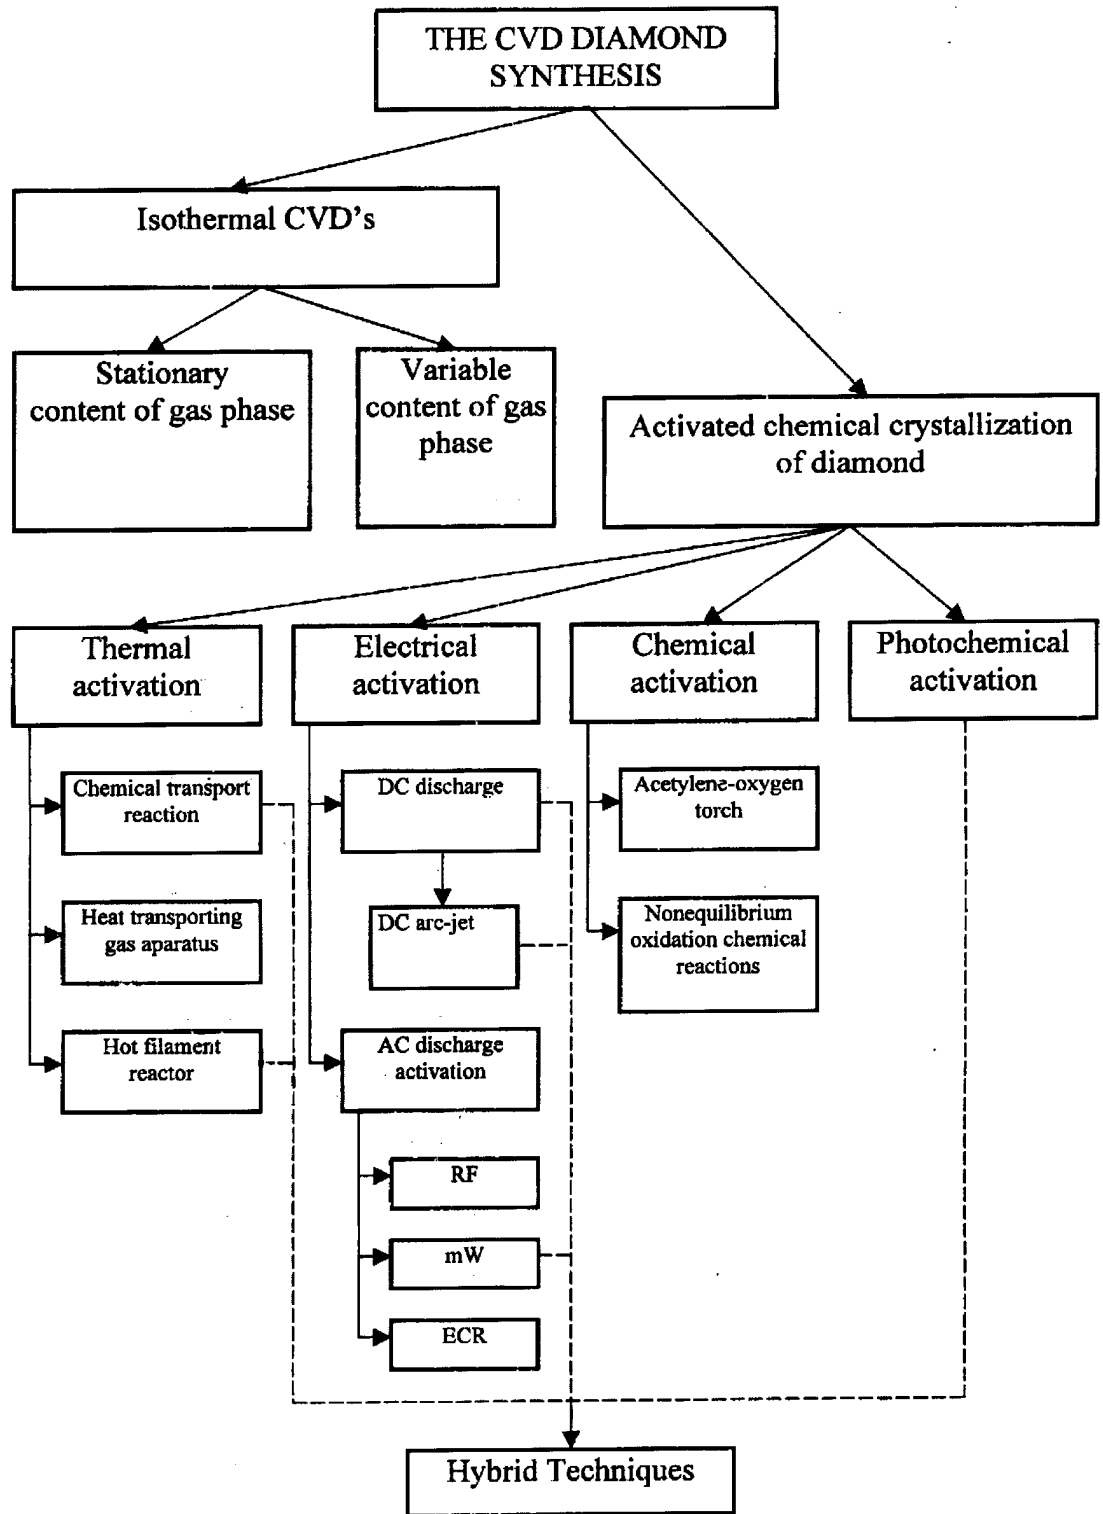 THE CVD DIAMOND
SYNTHESIS
Isothermal CVD's
Stationary
content of gas phase
Variable
content of gas
phase
Activated chemical crystallization
of diamond
Thermal
activation
Electrical
activation
Chemical
activation
Photochemical
activation
Chemical transport
reaction
DC discharge
Acetylene-oxygen
torch
Heat transporting
gas aparatus
DC arc-jet
Nonequilibrium
oxidation chemical
reactions
Hot filament
reactor
AC discharge
activation
RF
mW
ECR
Hybrid Techniques